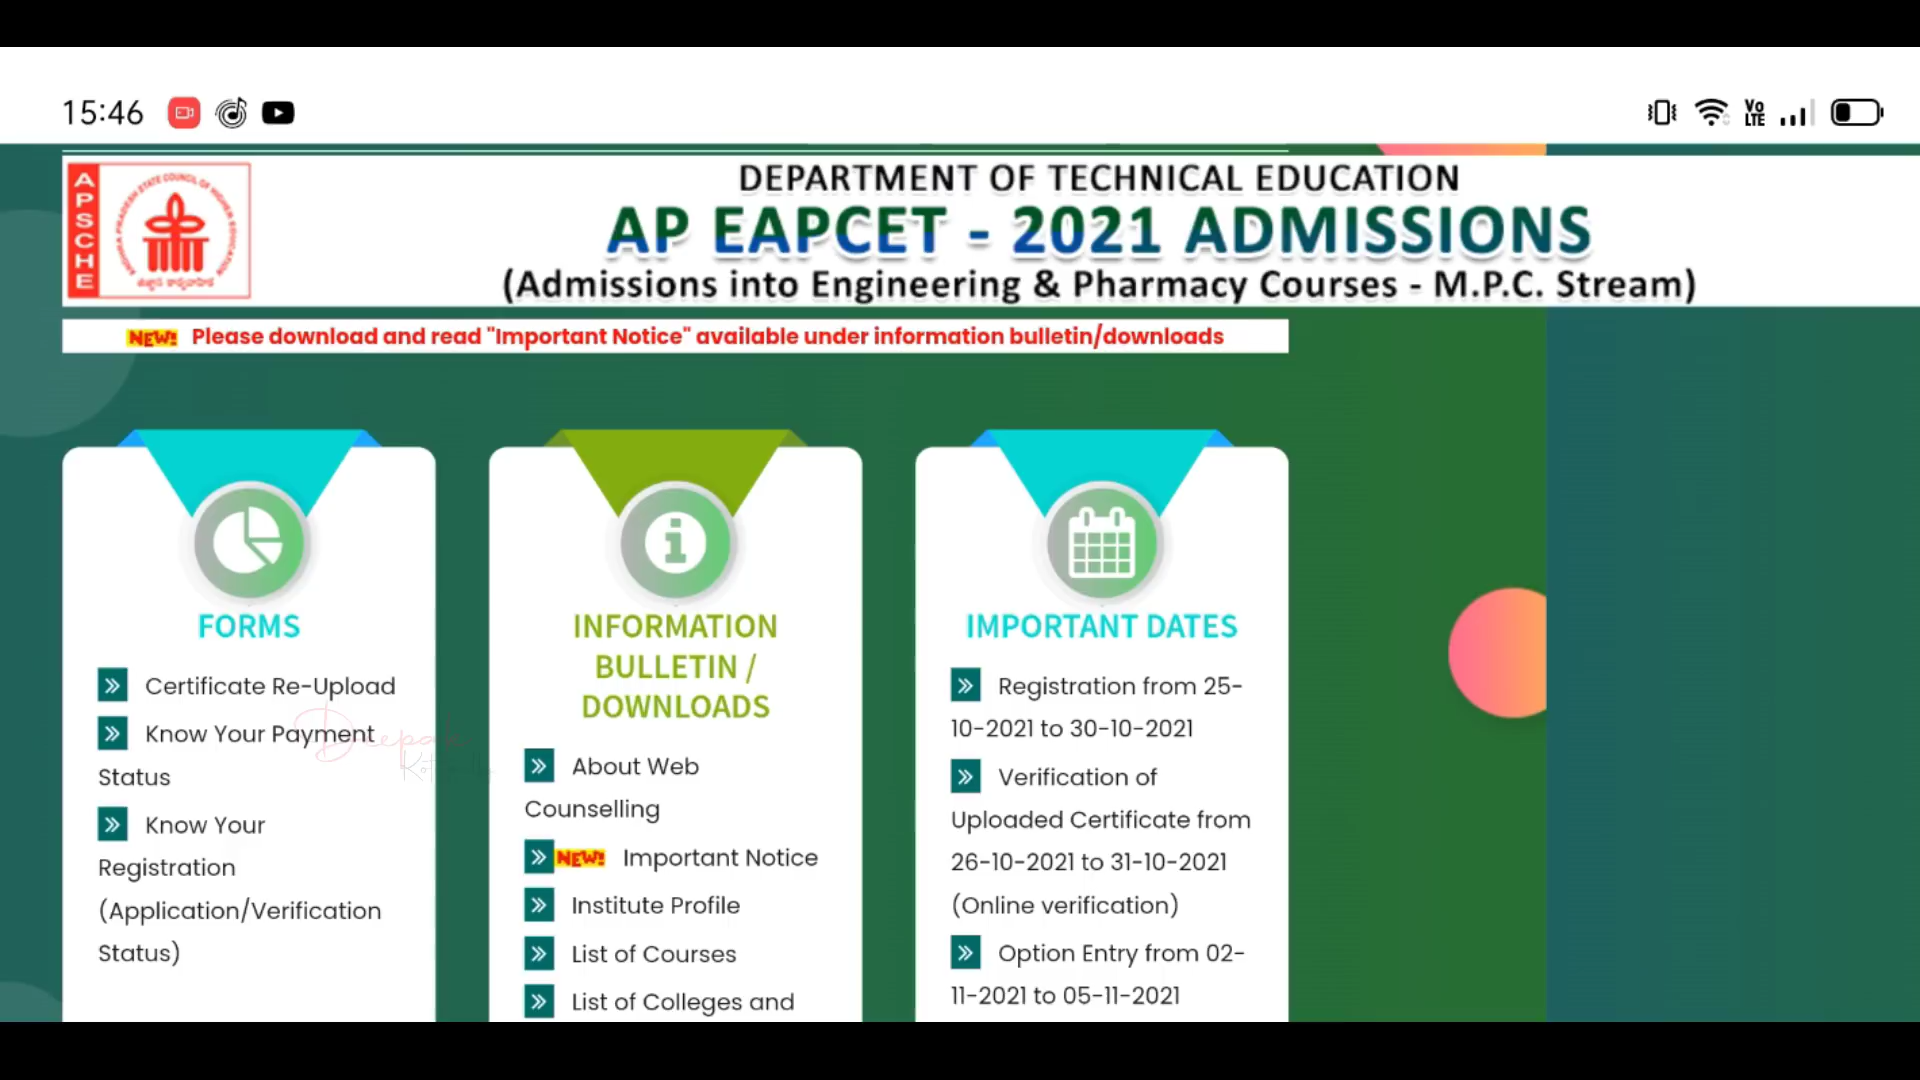 15:46
Vo
LTE
APSCHE
DEPARTMENT OF TECHNICAL EDUCATION
AP EAPCET - 2021 ADMISSIONS
(Admissions into Engineering & Pharmacy Courses - M.P.C. Stream)
NEW! Please download and read "Important Notice" available under information bulletin/downloads
FORMS
Certificate Re-Upload
Know Your Payment
Status
Know Your
Registration
(Application/Verification
Status)
INFORMATION
BULLETIN /
DOWNLOADS
About Web
Counselling
NEW! Important Notice
Institute Profile
List of Courses
List of Colleges and
IMPORTANT DATES
Registration from 25-
10-2021 to 30-10-2021
Verification of
Uploaded Certificate from
26-10-2021 to 31-10-2021
(Online verification)
Option Entry from 02-
11-2021 to 05-11-2021
Deepak